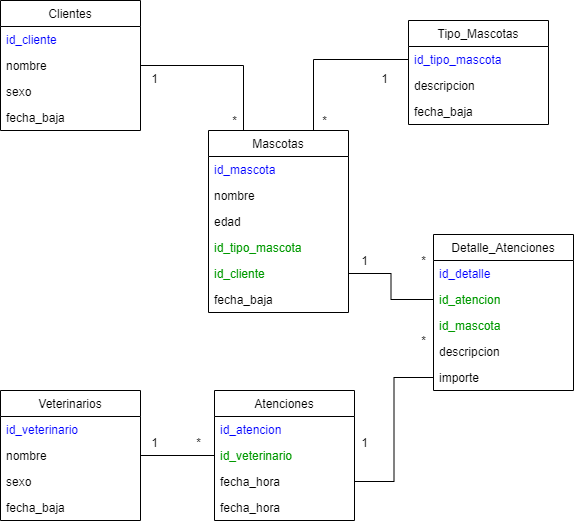 Clientes
id_cliente
nombre
sexo
fecha_baja
1
*
Tipo_Mascotas
id_tipo_mascota
descripcion
fecha_baja
1
*
Mascotas
id_mascota
nombre
edad
id_tipo_mascota
id_cliente
fecha_baja
1
*
Detalle_Atenciones
id_detalle
id_atencion
id_mascota
descripcion
importe
*
Veterinarios
id_veterinario
nombre
sexo
fecha_baja
1
*
Atenciones
id_atencion
id_veterinario
fecha_hora
fecha_hora
1